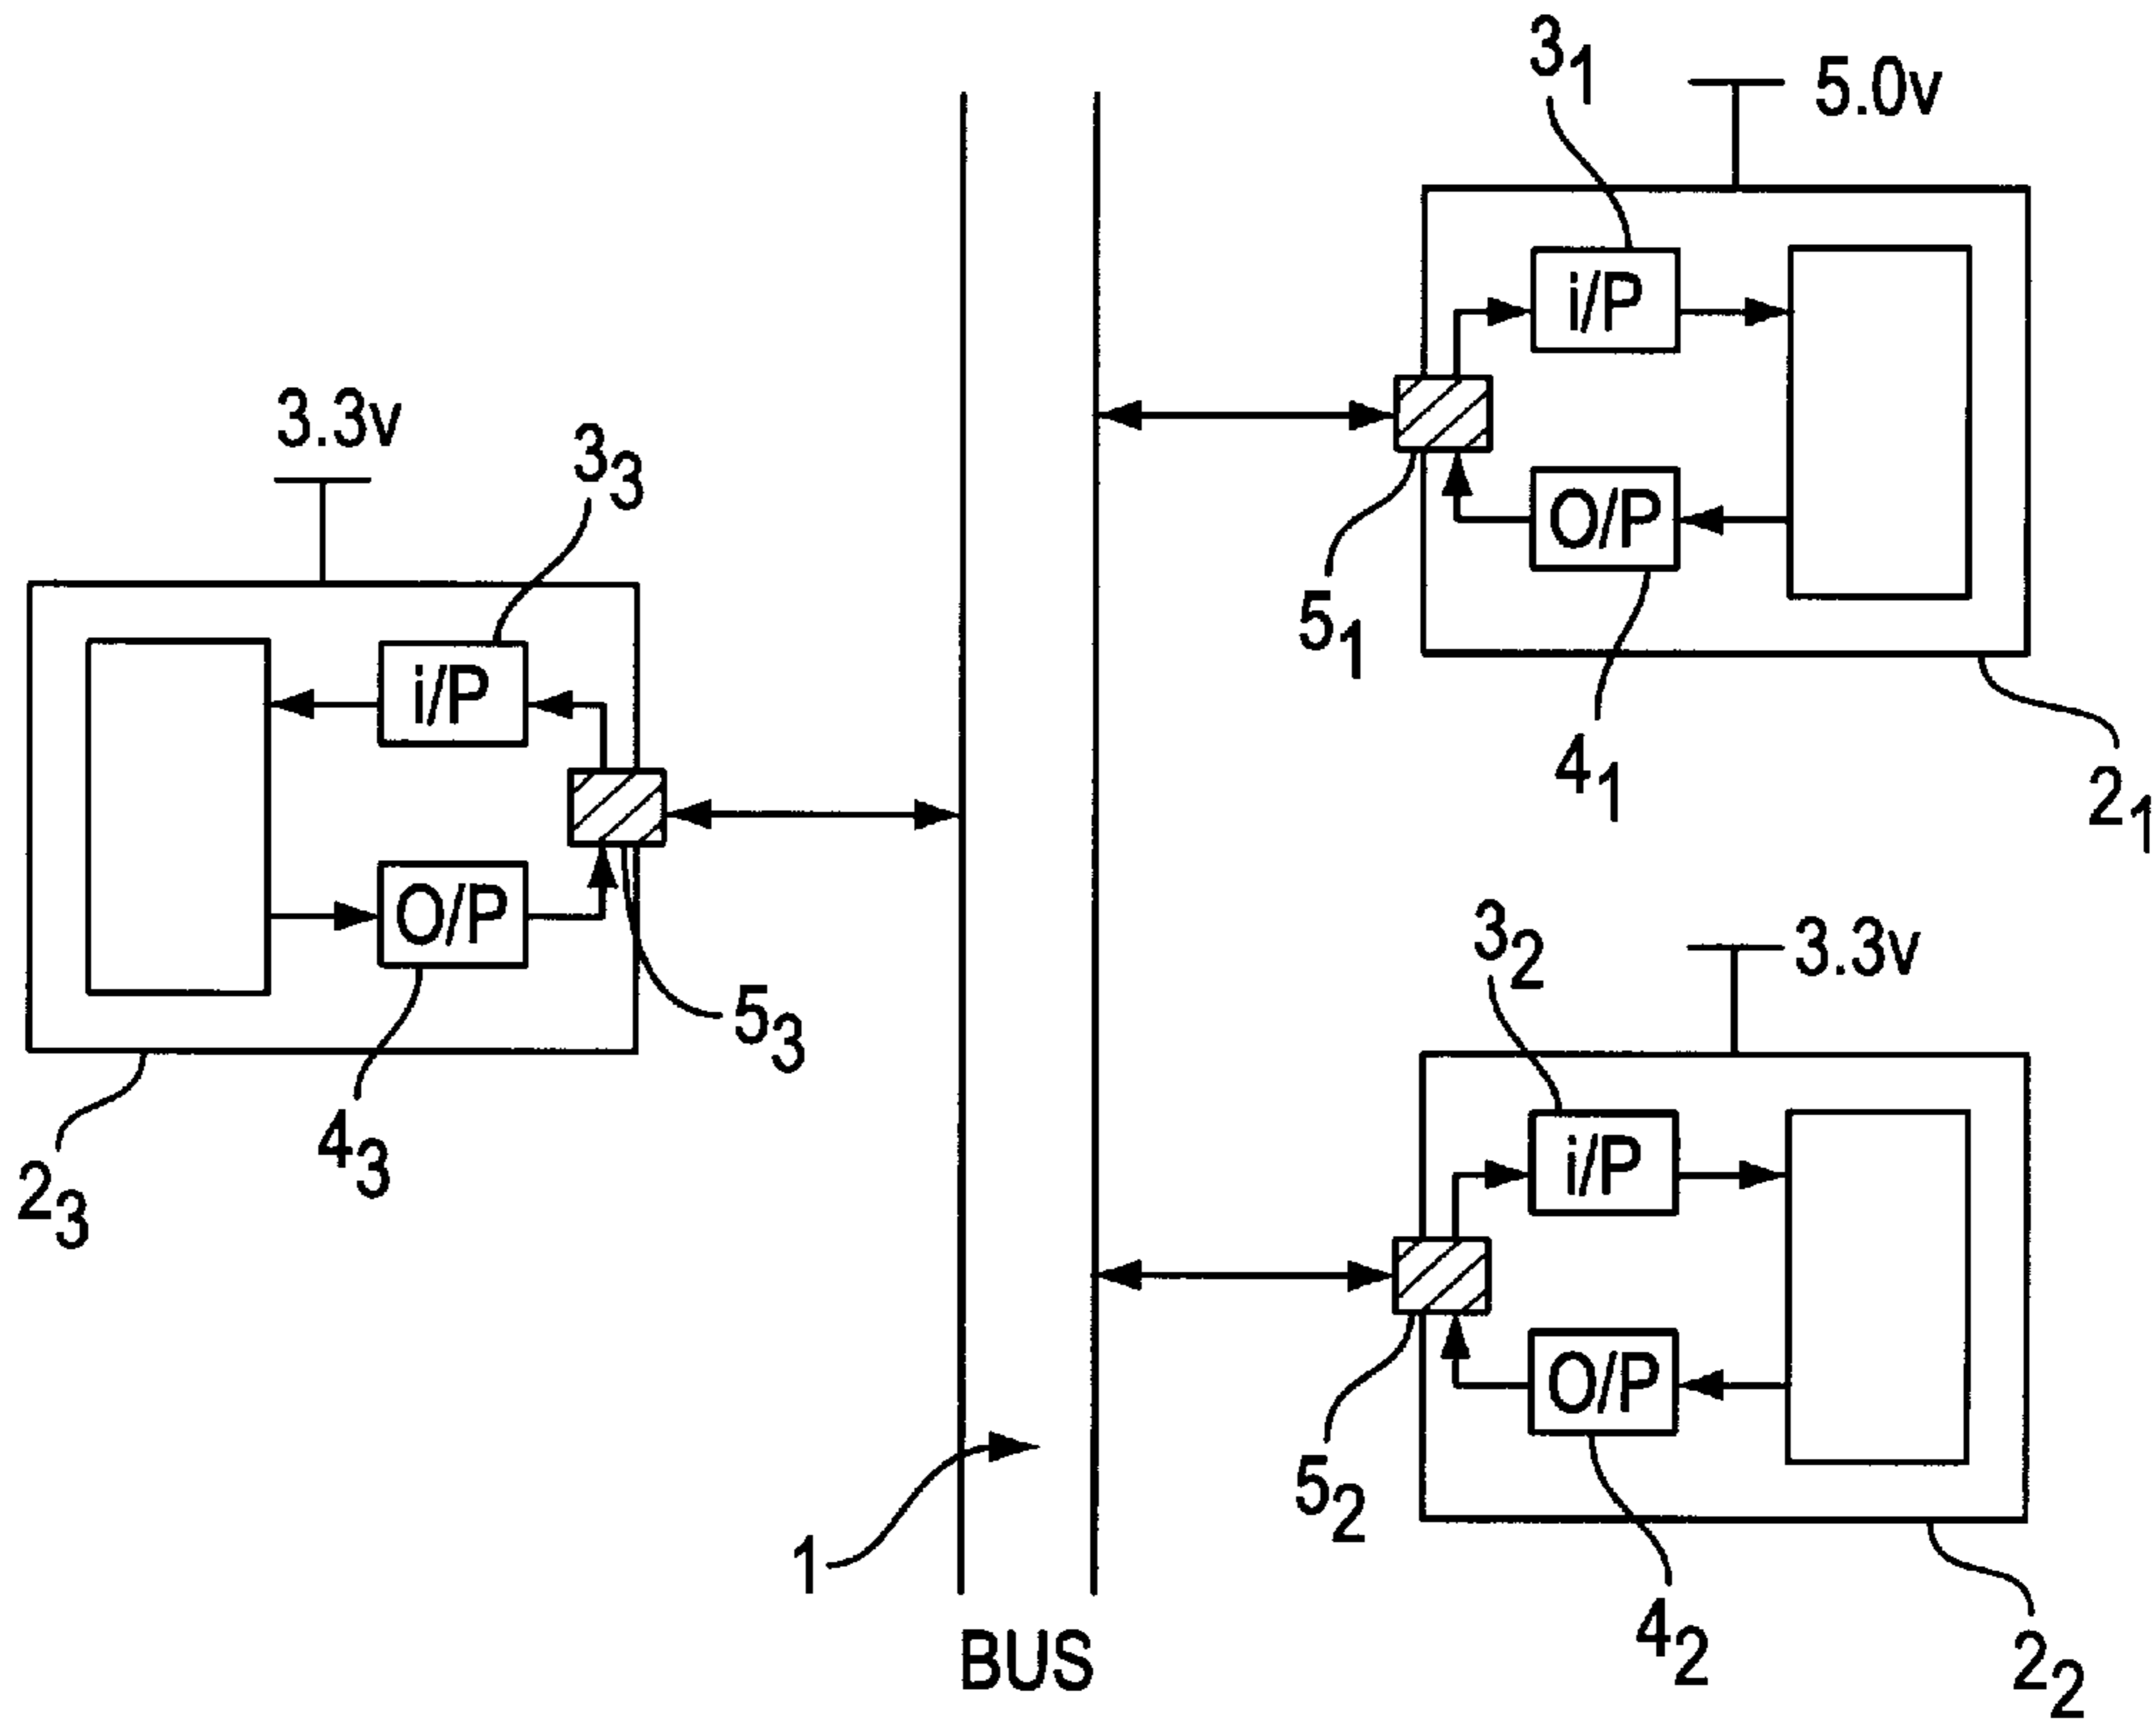 3₁
5.0v
i/P
3.3v
3₃
O/P
5₁
i/P
4₁
2₁
O/P
3₂
3.3v
5₃
4₃
i/P
2₃
O/P
5₂
1
4₂
BUS
2₂